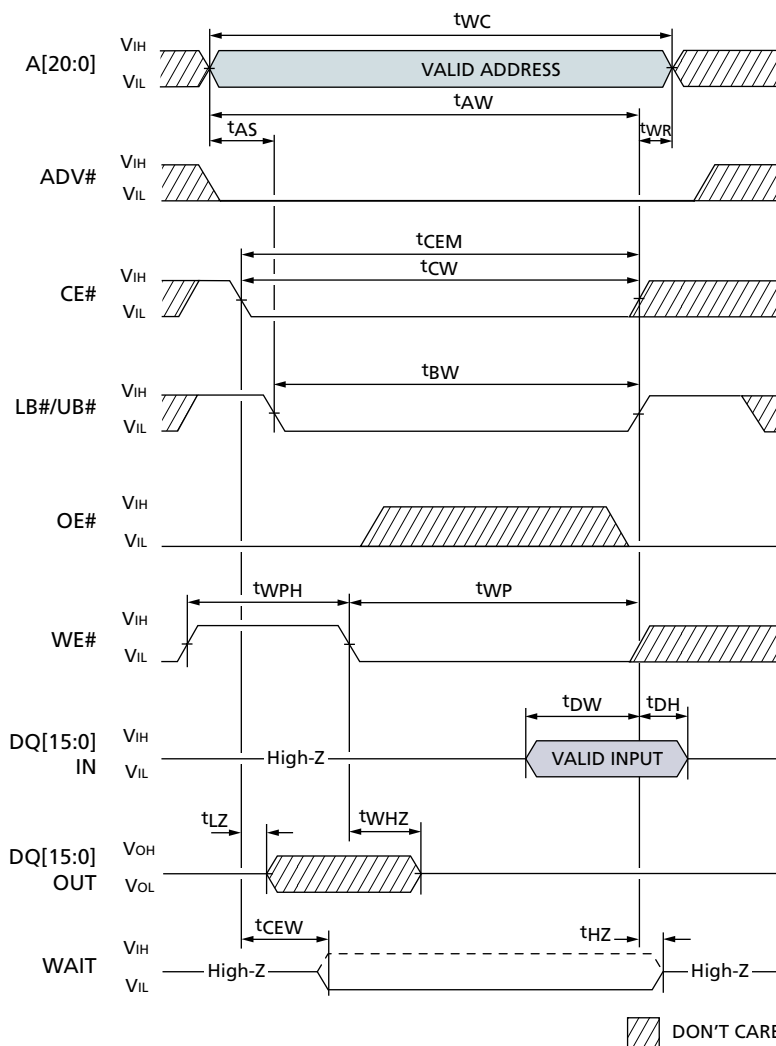 tWC
A[20:0] VIH VIL VALID ADDRESS
tAW
tAS tWR
ADV# VIH VIL
tCEM
CE# VIH VIL tCW
tBW
LB#/UB# VIH VIL
OE# VIH VIL
tWPH tWP
WE# VIH VIL
tDW tDH
DQ[15:0] IN VIH VIL High-Z VALID INPUT
tLZ tWHZ
DQ[15:0] OUT VOH VOL
tCEW tHZ
WAIT VIH VIL High-Z High-Z
DON'T CARE